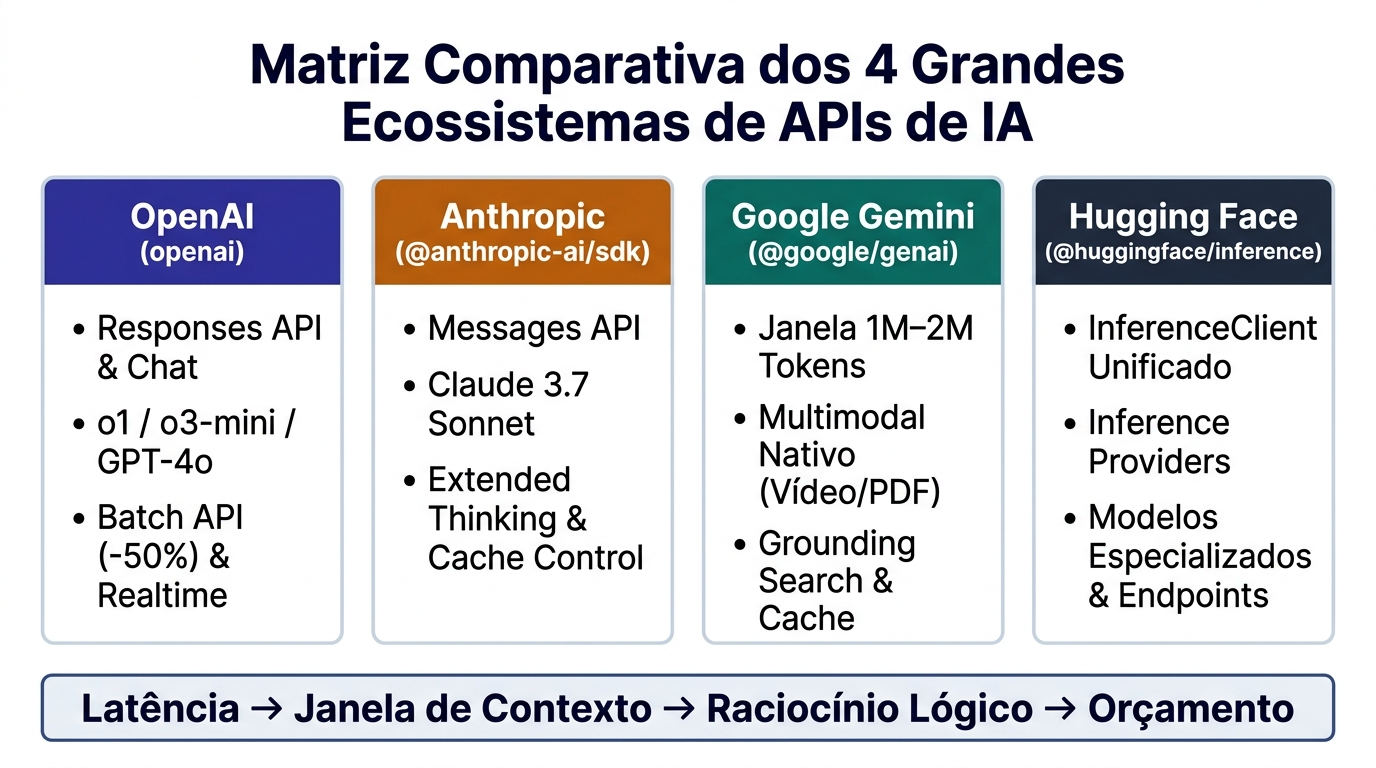 Matriz Comparativa dos 4 Grandes
Ecossistemas de APIs de IA
OpenAI
(openai)
• Responses API
& Chat
• o1 / o3-mini /
GPT-4o
• Batch API
(-50%) &
Realtime
Anthropic
(@anthropic-ai/sdk)
• Messages API
• Claude 3.7
Sonnet
• Extended
Thinking &
Cache Control
Google Gemini
(@google/genai)
• Janela 1M–2M
Tokens
• Multimodal
Nativo
(Vídeo/PDF)
• Grounding
Search &
Cache
Hugging Face
(@huggingface/inference)
• InferenceClient
Unificado
• Inference
Providers
• Modelos
Especializados
& Endpoints
Latência → Janela de Contexto → Raciocínio Lógico → Orçamento